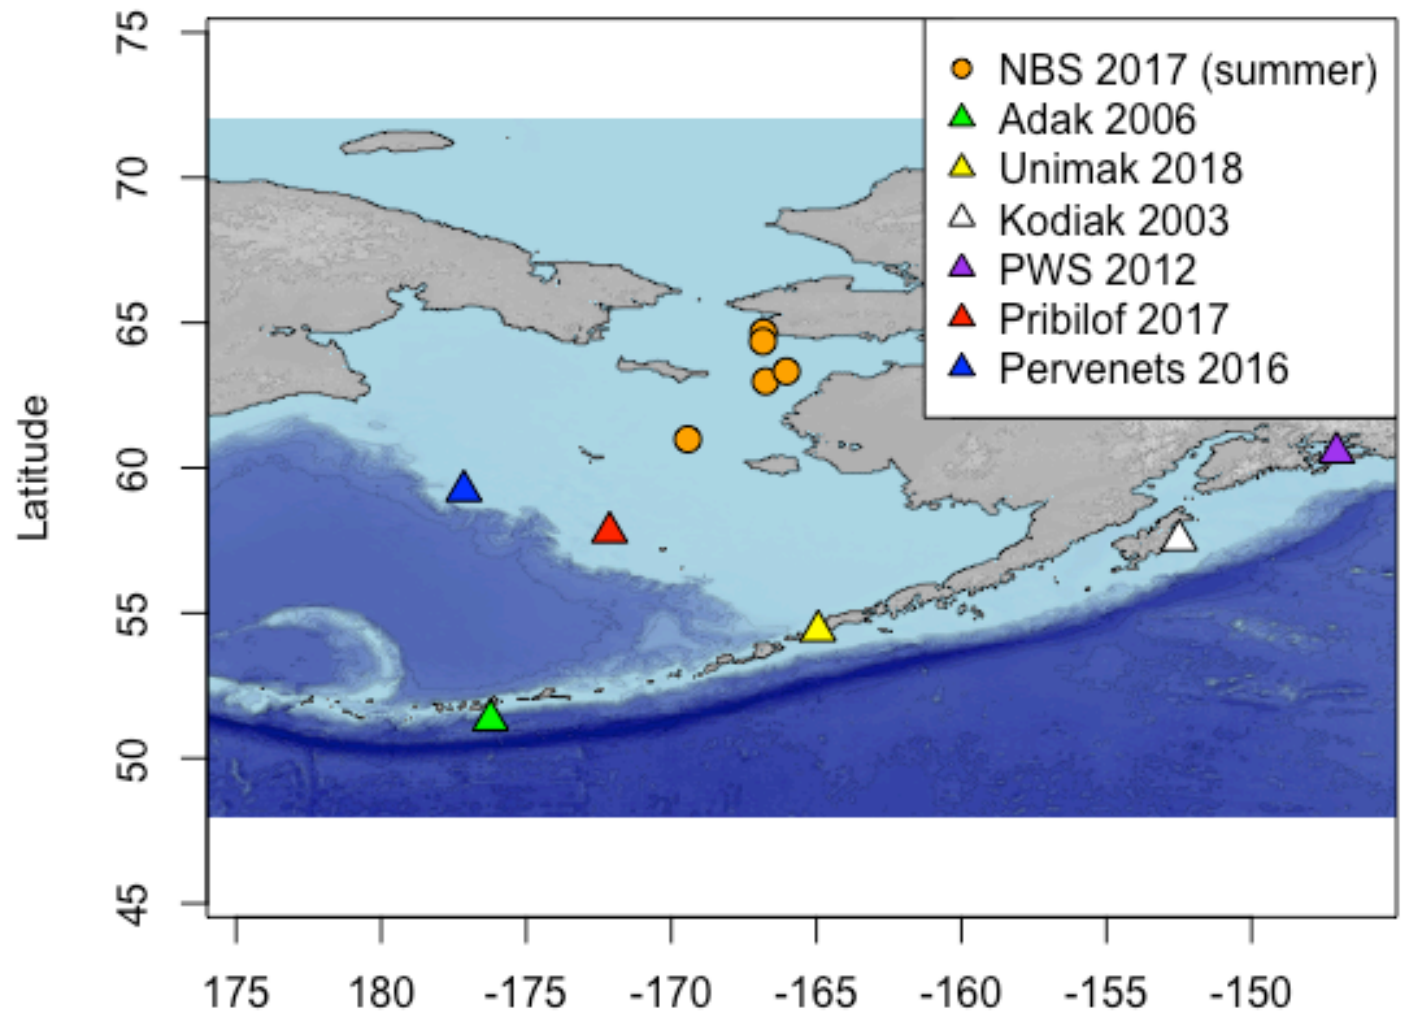 75
70
65
60
55
50
45
Latitude
NBS 2017 (summer)
Adak 2006
Unimak 2018
Kodiak 2003
PWS 2012
Pribilof 2017
Pervenets 2016
175 180 -175 -170 -165 -160 -155 -150